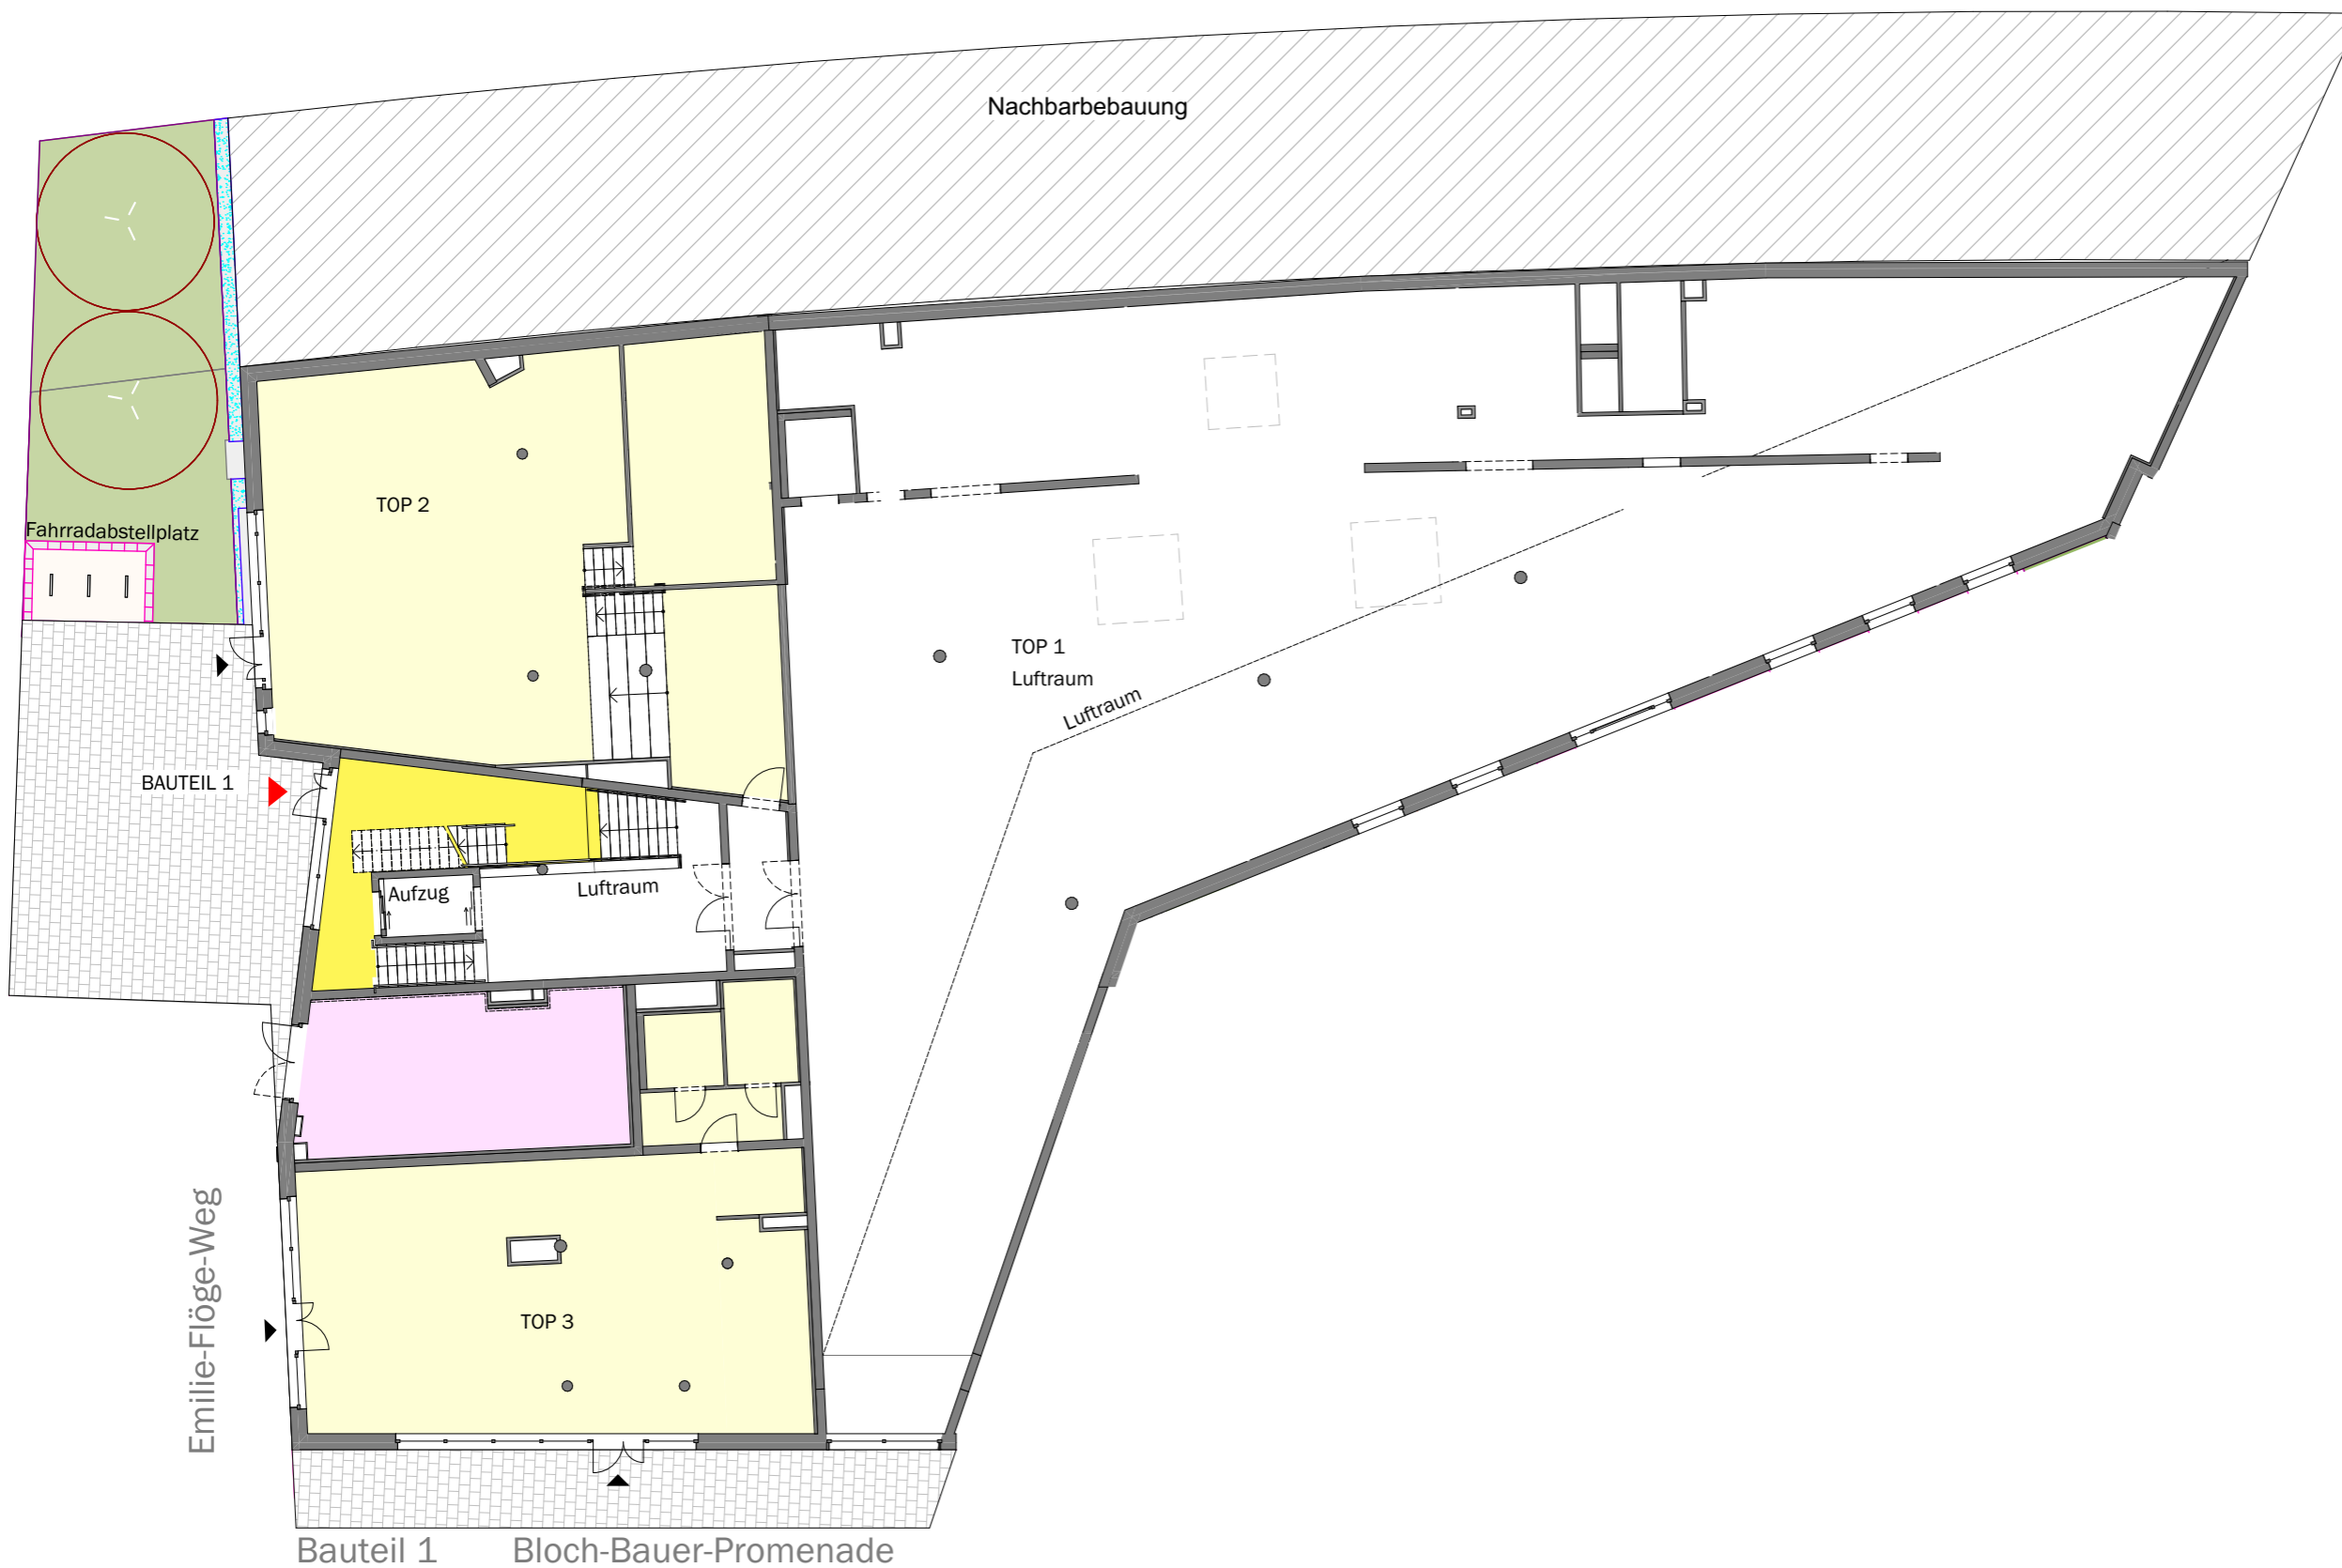 Nachbarbebauung
TOP 2
Fahrradabstellplatz
TOP 1
Luftraum
Luftraum
BAUTEIL 1
Aufzug
Luftraum
Emilie-Flöge-Weg
TOP 3
Bauteil 1
Bloch-Bauer-Promenade